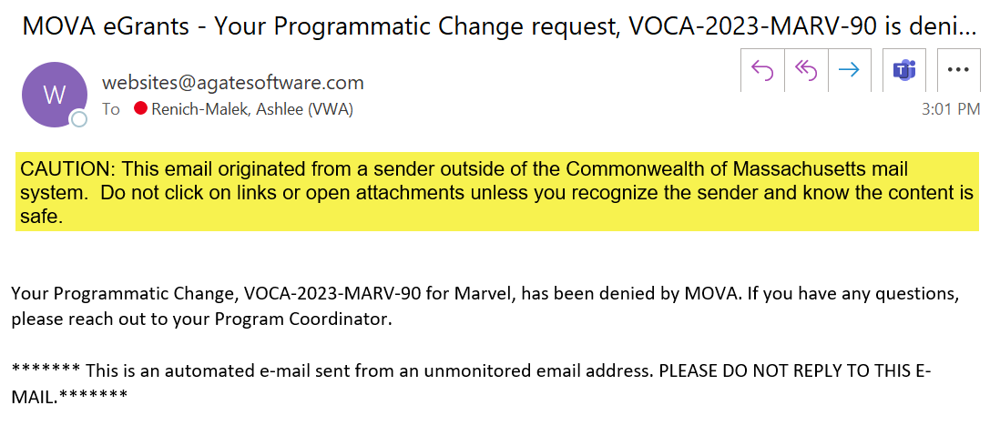 MOVA eGrants - Your Programmatic Change request, VOCA-2023-MARV-90 is deni...
W
websites@agatesoftware.com
To Renich-Malek, Ashlee (VWA)
3:01 PM
CAUTION: This email originated from a sender outside of the Commonwealth of Massachusetts mail
system.  Do not click on links or open attachments unless you recognize the sender and know the content is
safe.
Your Programmatic Change, VOCA-2023-MARV-90 for Marvel, has been denied by MOVA. If you have any questions,
please reach out to your Program Coordinator.
******* This is an automated e-mail sent from an unmonitored email address. PLEASE DO NOT REPLY TO THIS E-
MAIL.*******